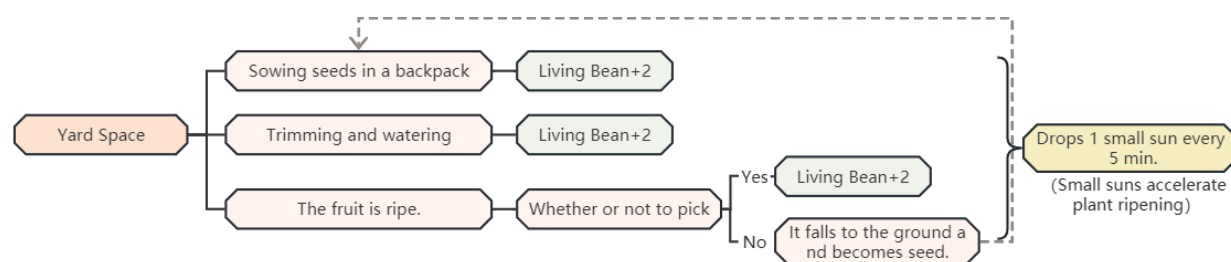 Sowing seeds in a backpack
Living Bean+2
Yard Space
Trimming and watering
Living Bean+2
Drops 1 small sun every
5 min.
(Small suns accelerate
plant ripening)
The fruit is ripe.
Whether or not to pick
Yes
Living Bean+2
No
It falls to the ground a
nd becomes seed.